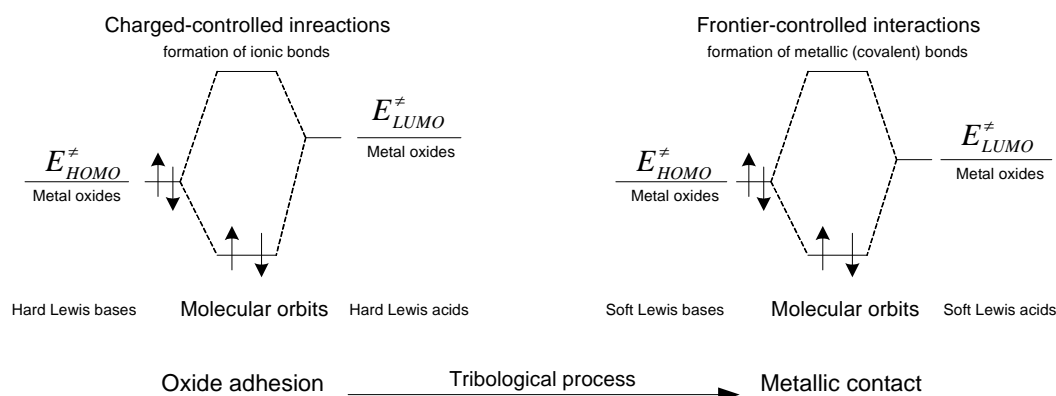 Charged-controlled inreactions
formation of ionic bonds
E≠HOMO
Metal oxides
E≠LUMO
Metal oxides
Hard Lewis bases
Molecular orbits
Hard Lewis acids
Frontier-controlled interactions
formation of metallic (covalent) bonds
E≠HOMO
Metal oxides
E≠LUMO
Metal oxides
Soft Lewis bases
Molecular orbits
Soft Lewis acids
Oxide adhesion
Tribological process
Metallic contact